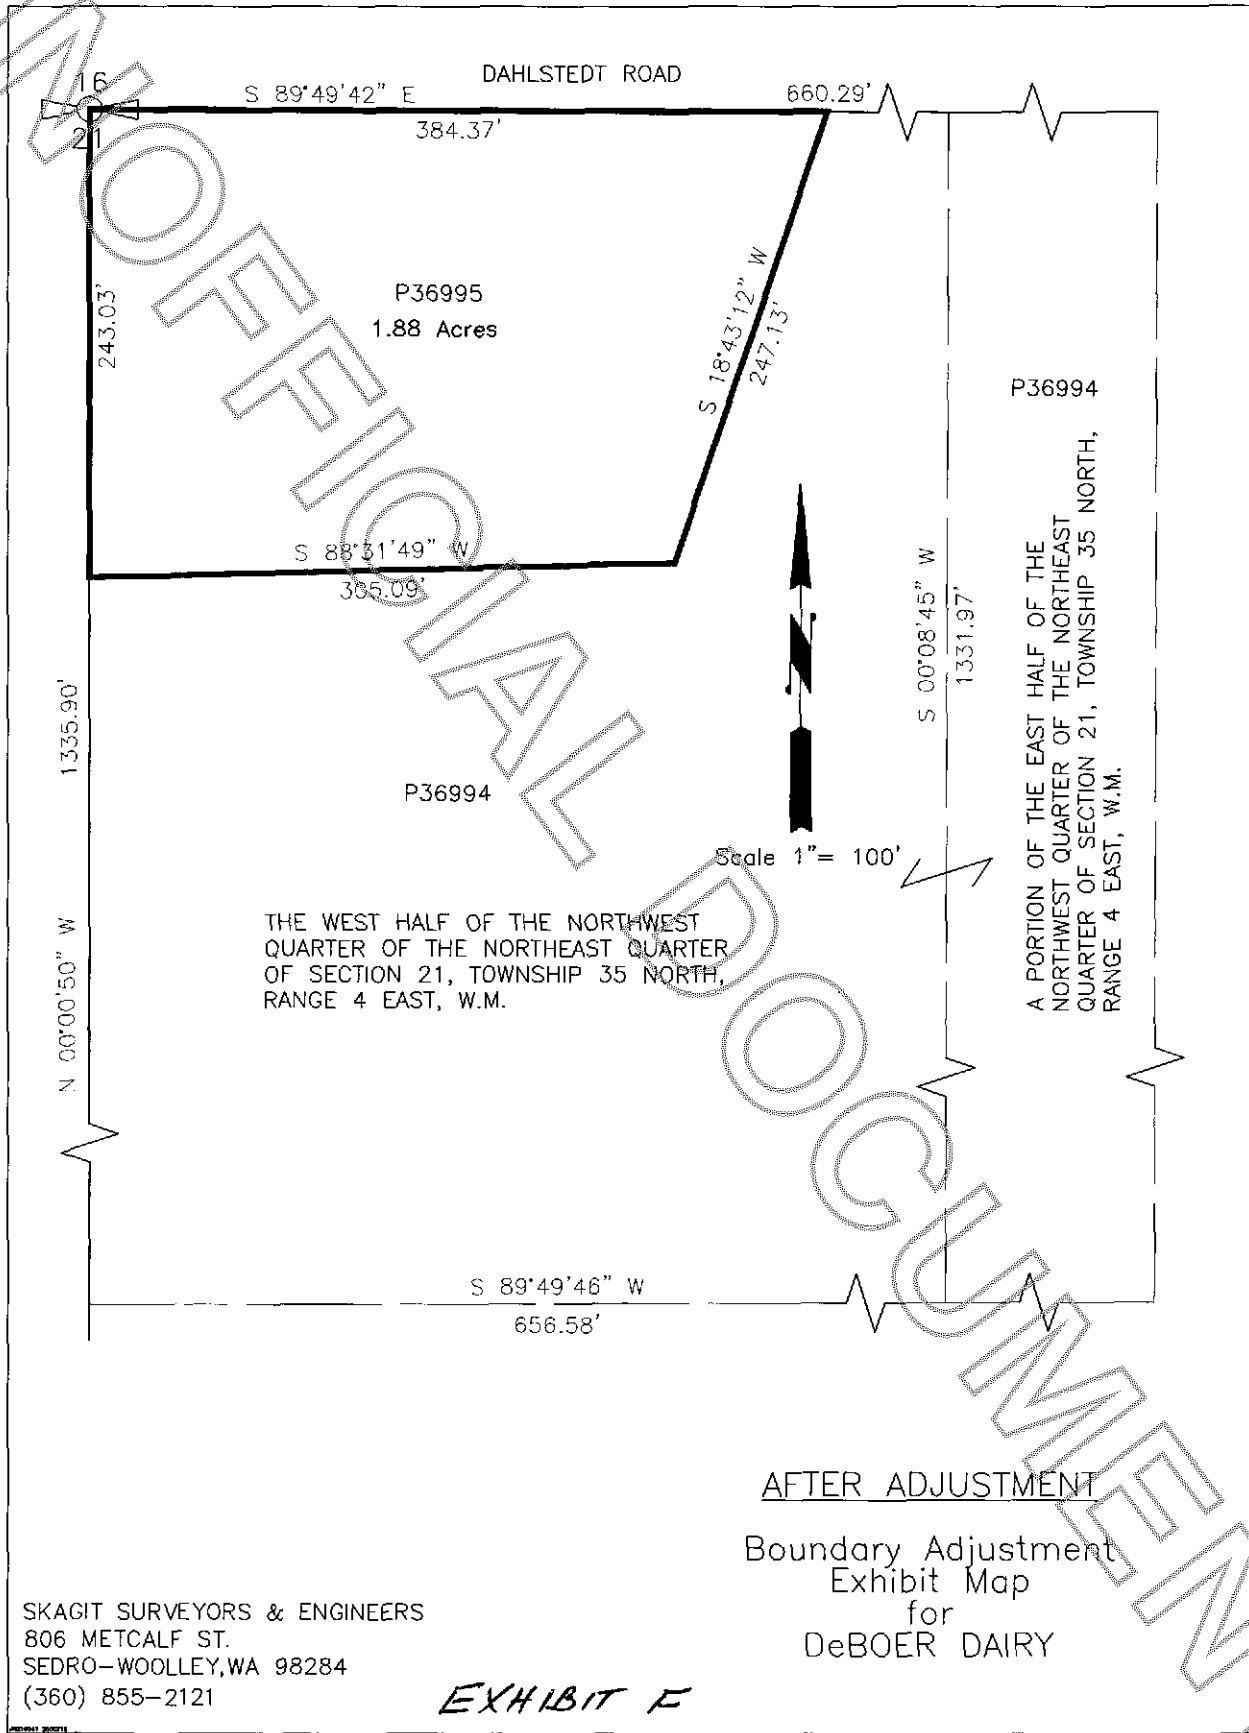 DAHLSTEDT ROAD
16
21
S 89°49'42" E
384.37'
660.29'
243.03'
P36995
1.88 Acres
S 18°43'12" W
247.13'
P36994
S 88°31'49" W
305.09'
S 00°08'45" W
1331.97'
A PORTION OF THE EAST HALF OF THE
NORTHWEST QUARTER OF THE NORTHEAST
QUARTER OF SECTION 21, TOWNSHIP 35 NORTH,
RANGE 4 EAST, W.M.
1335.90'
N 00°00'50" W
P36994
Scale 1"= 100'
THE WEST HALF OF THE NORTHWEST
QUARTER OF THE NORTHEAST QUARTER
OF SECTION 21, TOWNSHIP 35 NORTH,
RANGE 4 EAST, W.M.
S 89°49'46" W
656.58'
AFTER ADJUSTMENT
Boundary Adjustment
Exhibit Map
for
DeBOER DAIRY
SKAGIT SURVEYORS & ENGINEERS
806 METCALF ST.
SEDRO-WOOLLEY,WA 98284
(360) 855-2121
EXHIBIT F
NOFFICIAL DOCUMEN